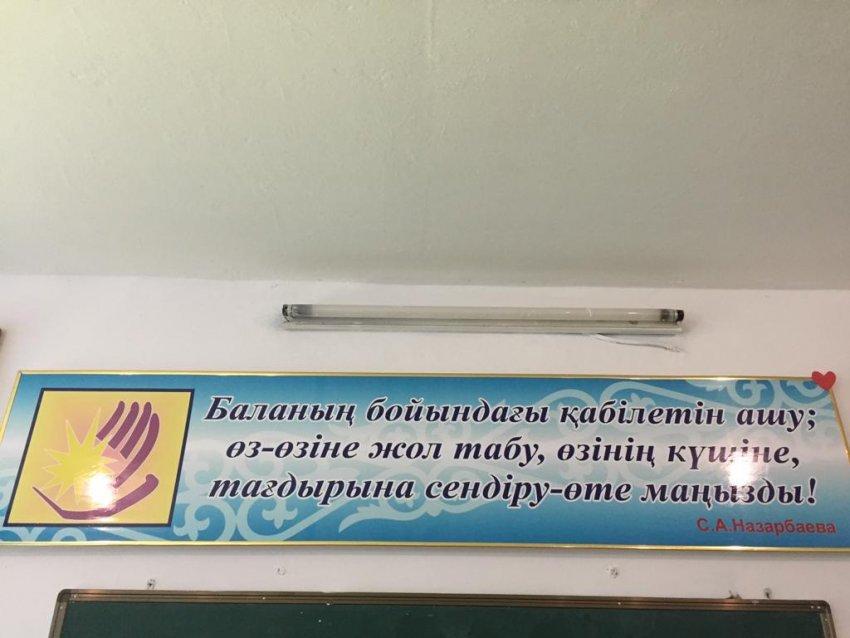 Баланың бойындағы қабілетін ашу;
өз-өзіне жол табу, өзінің күшіне,
тағдырына сендіру-өте маңызды!
С.А.Назарбаева